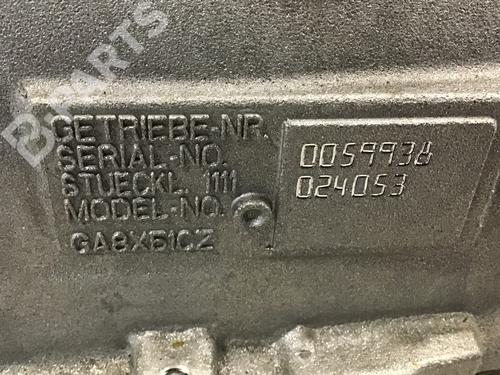 B-PARTS
GETRIEBE-NR.
SERIAL-NO. 0059938
STUECKL. 1111 024053
MODEL-NO.
GA8X51CZ